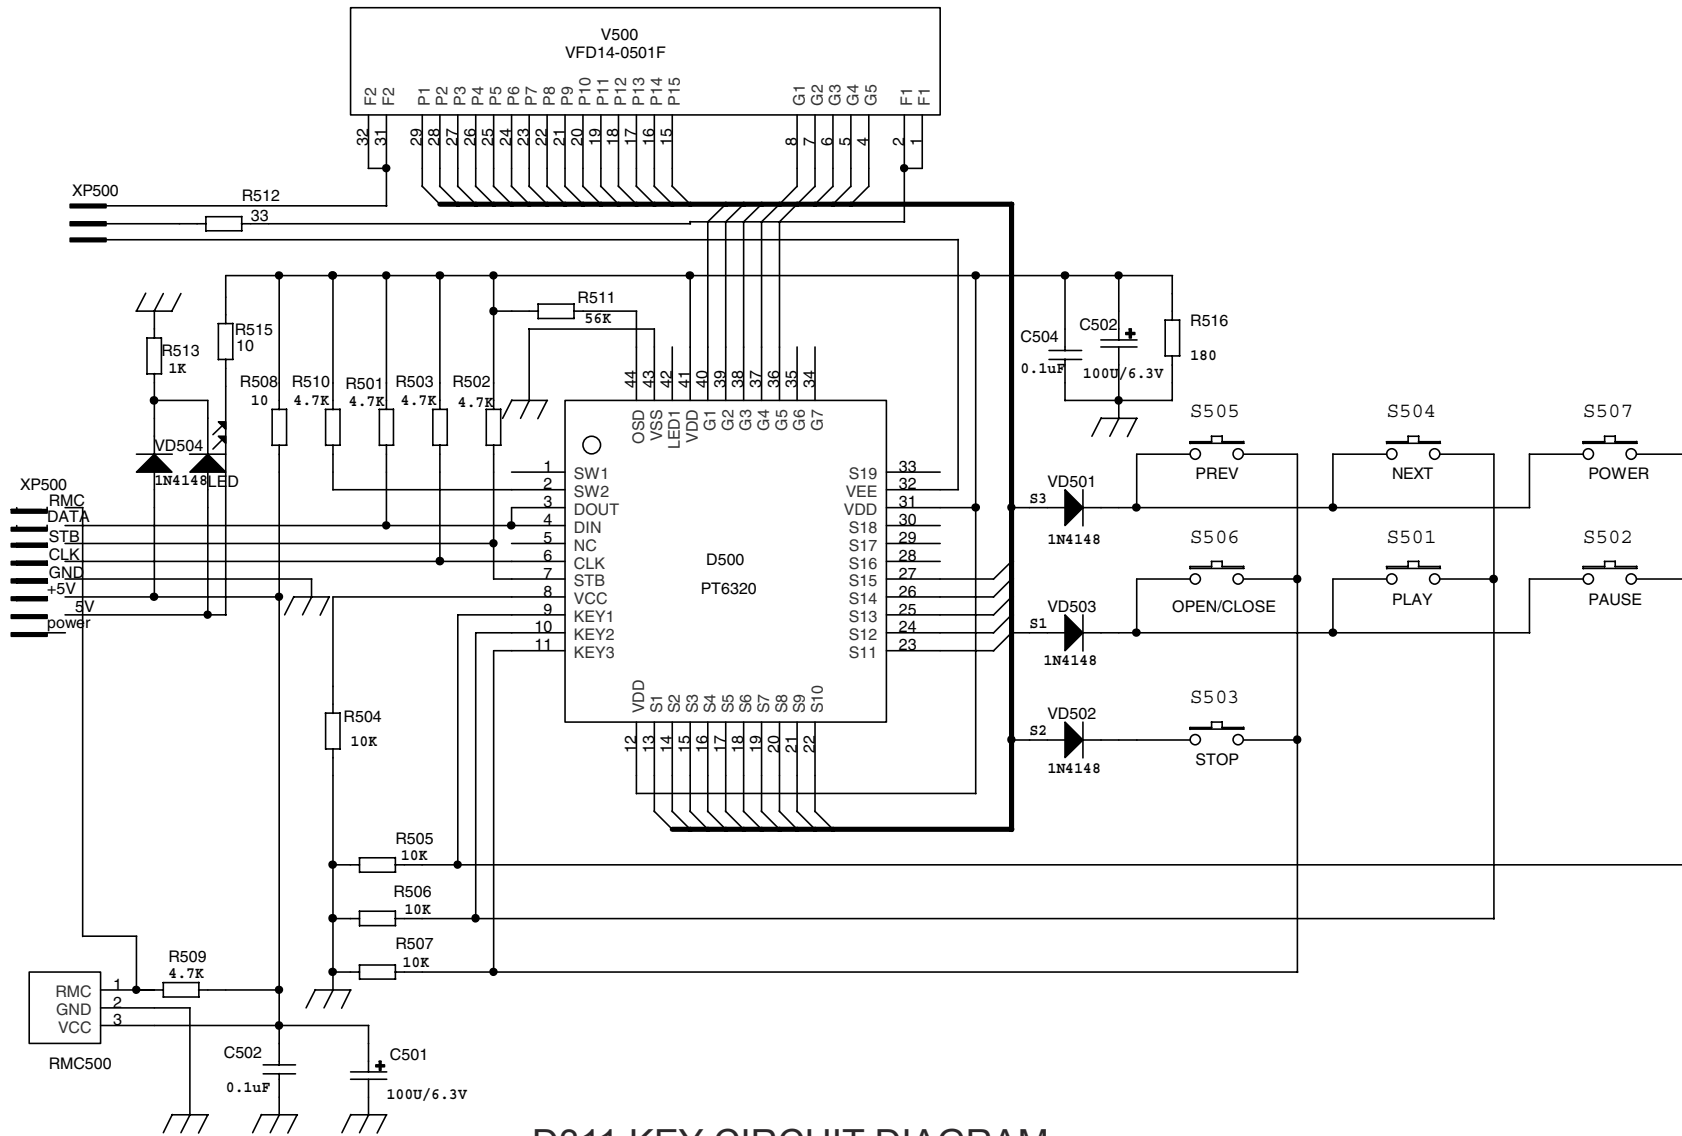 V500
VFD14-0501F
F2 F2 P1 P2 P3 P4 P5 P6 P7 P8 P9 P10 P11 P12 P13 P14 P15 G1 G2 G3 G4 G5 F1 F1
32 31 29 28 27 26 25 24 23 22 21 20 19 18 17 16 15 8 7 6 5 4 2 1
XP500
R512
33
R511
56K
R515
10
R513
1K
R508
10
R510
4.7K
R501
4.7K
R503
4.7K
R502
4.7K
C504
0.1uF
C502
+
100U/6.3V
R516
180
VD504
1N4148
LED
44 43 42 41 40 39 38 37 36 35 34
OSD VSS LED1 VDD G1 G2 G3 G4 G5 G6 G7
XP500
RMC
DATA
STB
CLK
GND
+5V
5V
power
1 SW1
2 SW2
3 DOUT
4 DIN
5 NC
6 CLK
7 STB
8 VCC
9 KEY1
10 KEY2
11 KEY3
D500
PT6320
S19 33
VEE 32
VDD 31
S18 30
S17 29
S16 28
S15 27
S14 26
S13 25
S12 24
S11 23
VDD S1 S2 S3 S4 S5 S6 S7 S8 S9 S10
12 13 14 15 16 17 18 19 20 21 22
S505
PREV
S504
NEXT
S507
POWER
S3
VD501
1N4148
S506
OPEN/CLOSE
S501
PLAY
S502
PAUSE
S1
VD503
1N4148
S503
STOP
S2
VD502
1N4148
R504
10K
R505
10K
R506
10K
R507
10K
R509
4.7K
RMC 1
GND 2
VCC 3
RMC500
C502
0.1uF
C501
+
100U/6.3V